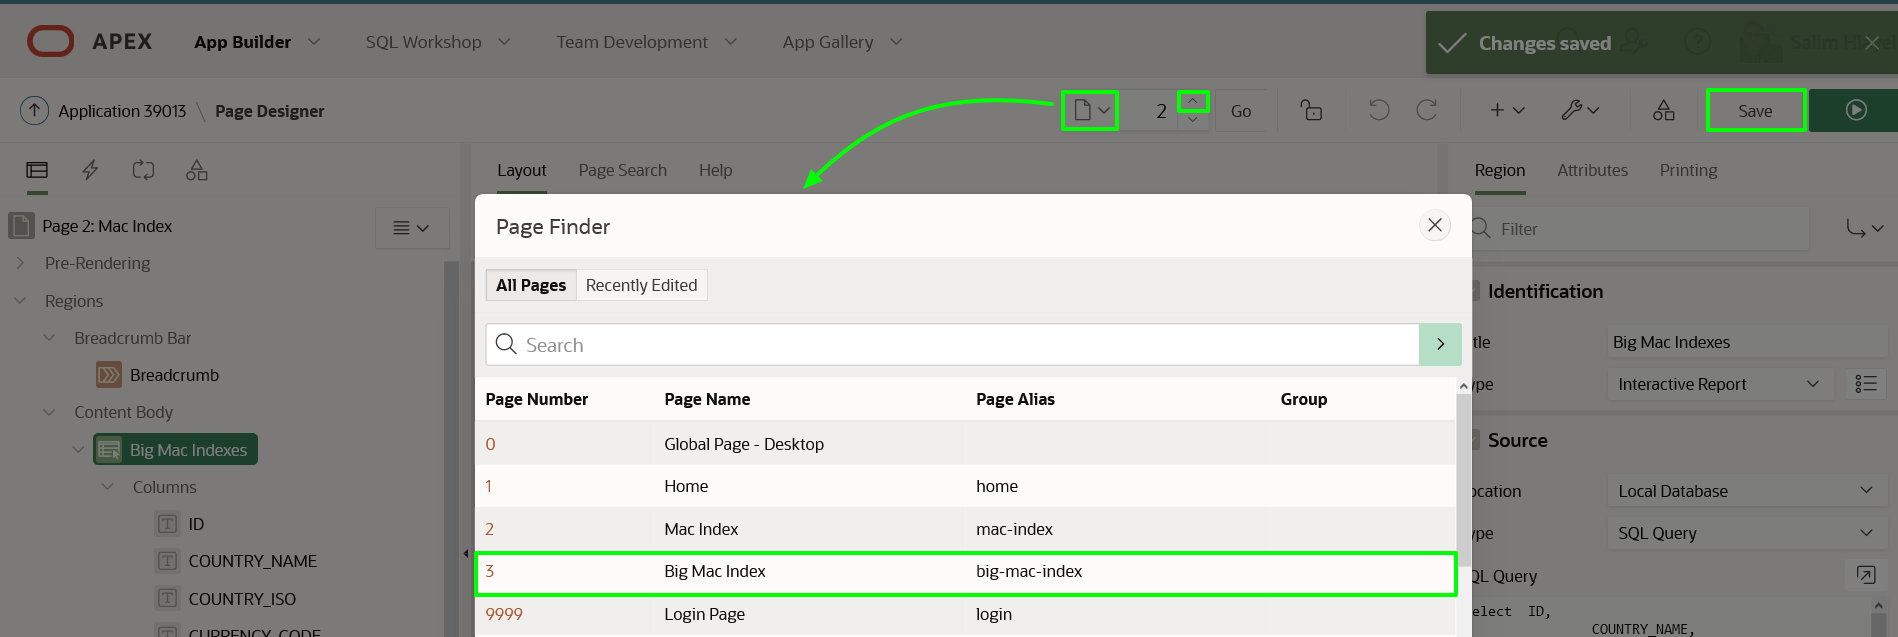 APEX App Builder SQL Workshop Team Development App Gallery Changes saved
Application 39013 \ Page Designer 2 Go Save
Layout Page Search Help Region Attributes Printing
Page 2: Mac Index
Pre-Rendering
Regions
Breadcrumb Bar
Breadcrumb
Content Body
Big Mac Indexes
Columns
ID
COUNTRY_NAME
COUNTRY_ISO
CURRENCY_CODE
Page Finder
All Pages Recently Edited
Search
Page Number Page Name Page Alias Group
0 Global Page - Desktop
1 Home home
2 Mac Index mac-index
3 Big Mac Index big-mac-index
9999 Login Page login
Filter
Identification
Big Mac Indexes
Interactive Report
Source
Local Database
SQL Query
QL Query
elect ID,
COUNTRY_NAME,